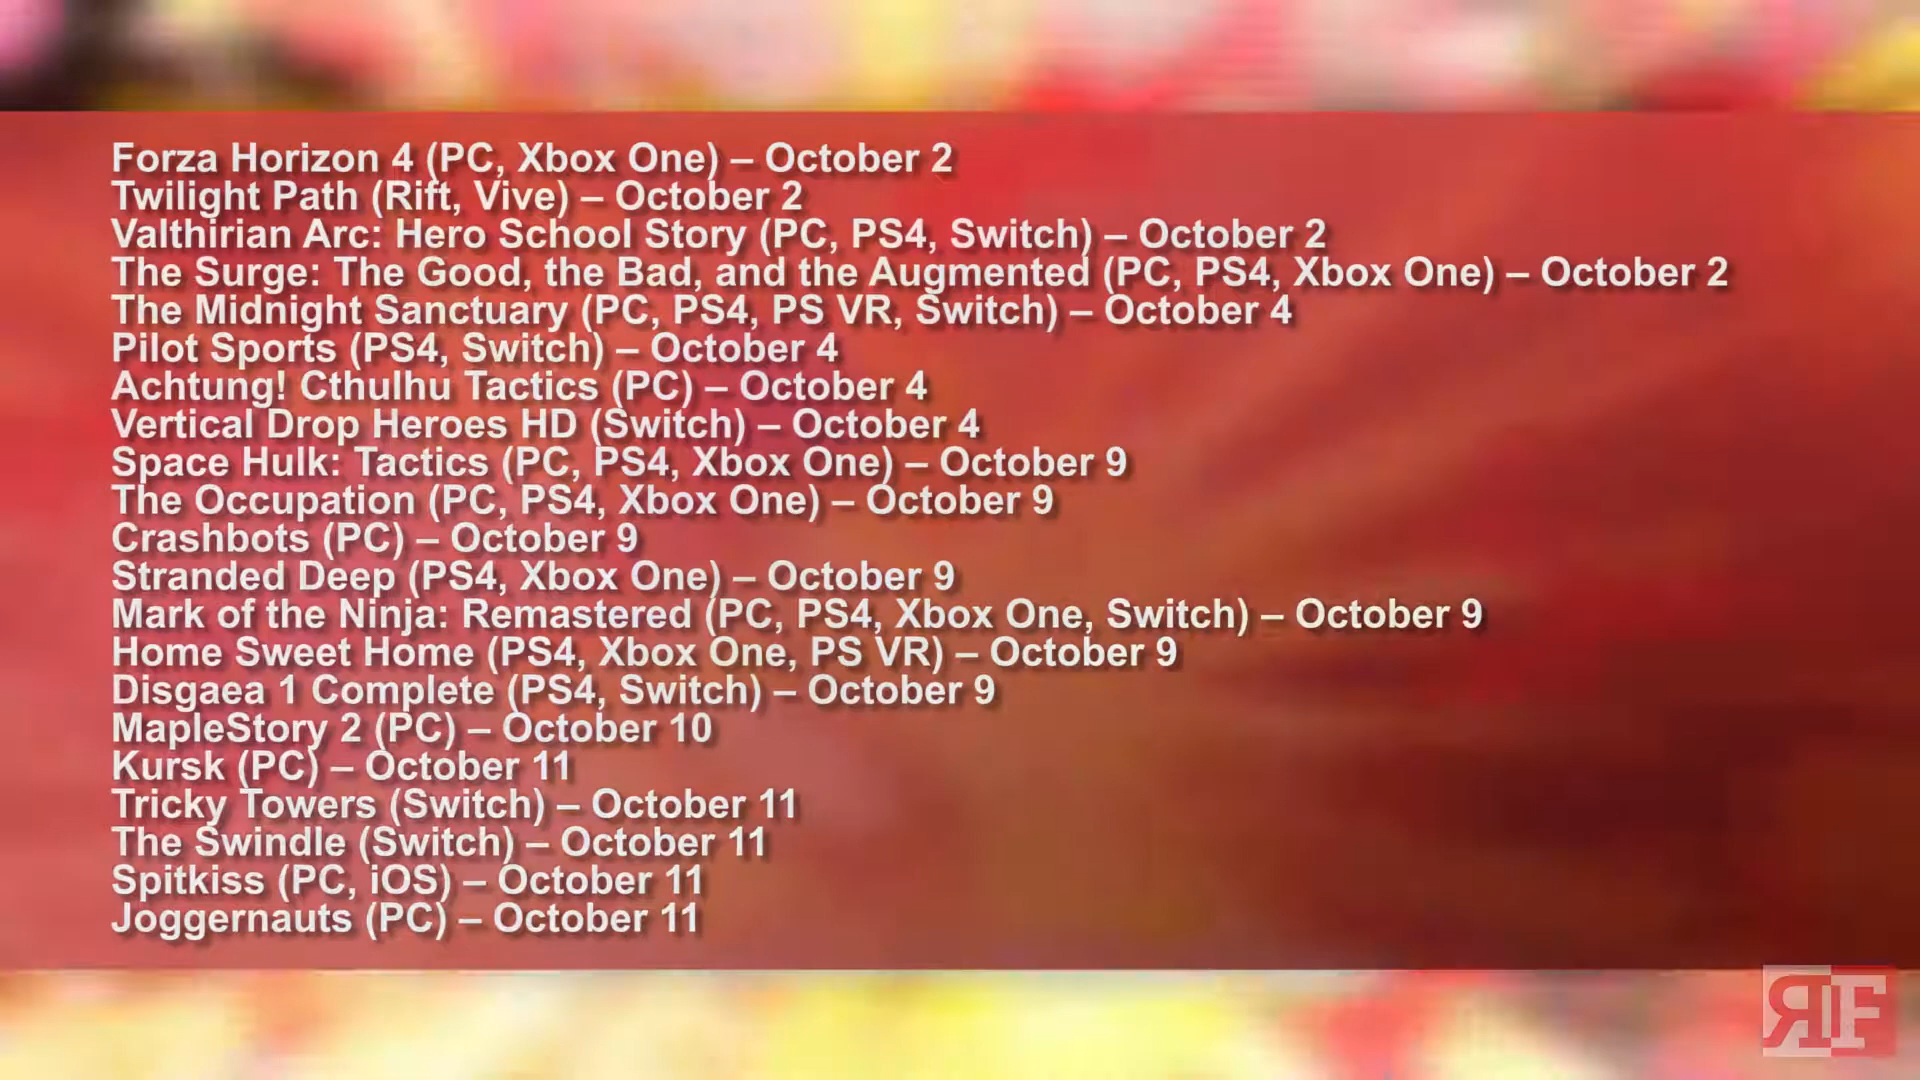 Forza Horizon 4 (PC, Xbox One) – October 2
Twilight Path (Rift, Vive) – October 2
Valthirian Arc: Hero School Story (PC, PS4, Switch) – October 2
The Surge: The Good, the Bad, and the Augmented (PC, PS4, Xbox One) – October 2
The Midnight Sanctuary (PC, PS4, PS VR, Switch) – October 4
Pilot Sports (PS4, Switch) – October 4
Achtung! Cthulhu Tactics (PC) – October 4
Vertical Drop Heroes HD (Switch) – October 4
Space Hulk: Tactics (PC, PS4, Xbox One) – October 9
The Occupation (PC, PS4, Xbox One) – October 9
Crashbots (PC) – October 9
Stranded Deep (PS4, Xbox One) – October 9
Mark of the Ninja: Remastered (PC, PS4, Xbox One, Switch) – October 9
Home Sweet Home (PS4, Xbox One, PS VR) – October 9
Disgaea 1 Complete (PS4, Switch) – October 9
MapleStory 2 (PC) – October 10
Kursk (PC) – October 11
Tricky Towers (Switch) – October 11
The Swindle (Switch) – October 11
Spitkiss (PC, iOS) – October 11
Joggernauts (PC) – October 11